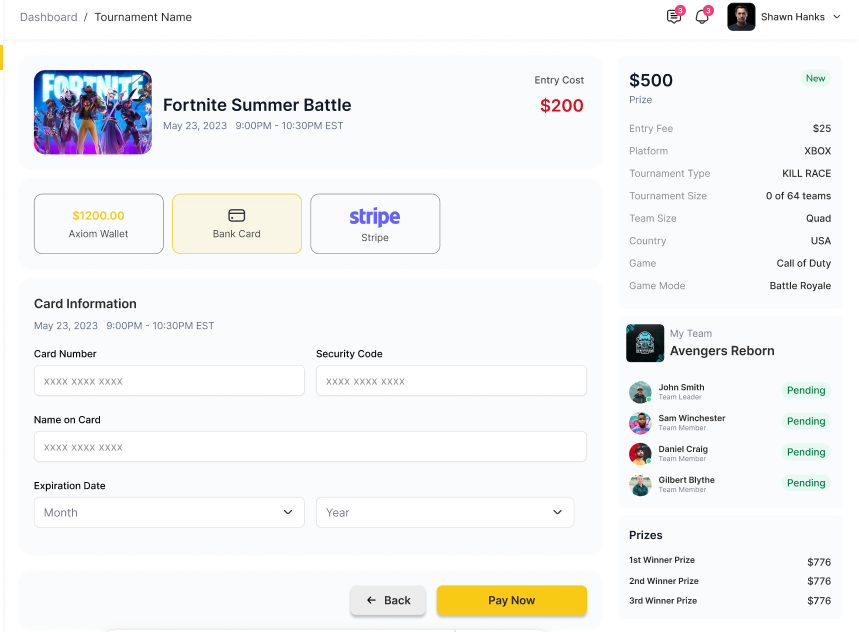 Dashboard / Tournament Name
3
3
Shawn Hanks
FORTNITE
Fortnite Summer Battle
May 23, 2023 9:00PM - 10:30PM EST
Entry Cost
$200
$1200.00
Axiom Wallet
Bank Card
stripe
Stripe
Card Information
May 23, 2023 9:00PM - 10:30PM EST
Card Number
Security Code
xxxx xxxx xxxx
xxxx xxxx xxxx
Name on Card
xxxx xxxx xxxx
Expiration Date
Month
Year
Back
Pay Now
$500
New
Prize
Entry Fee $25
Platform XBOX
Tournament Type KILL RACE
Tournament Size 0 of 64 teams
Team Size Quad
Country USA
Game Call of Duty
Game Mode Battle Royale
My Team
Avengers Reborn
John Smith
Team Leader
Pending
Sam Winchester
Team Member
Pending
Daniel Craig
Team Member
Pending
Gilbert Blythe
Team Member
Pending
Prizes
1st Winner Prize $776
2nd Winner Prize $776
3rd Winner Prize $776